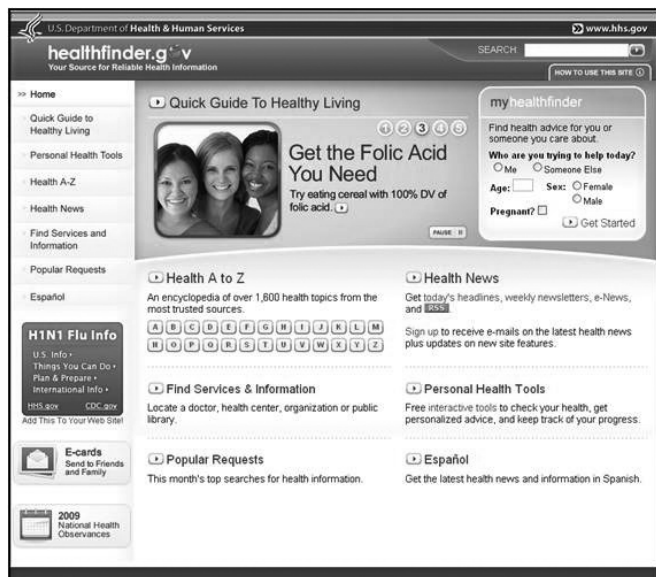 U.S. Department of Health & Human Services
www.hhs.gov
healthfinder.gov
Your Source for Reliable Health Information
SEARCH
HOW TO USE THIS SITE
Home
Quick Guide to
Healthy Living
Personal Health Tools
Health A-Z
Health News
Find Services and
Information
Popular Requests
Español
H1N1 Flu Info
U.S. Info
Things You Can Do
Plan & Prepare
International Info
HHS.gov CDC.gov
Add This To Your Web Site!
E-cards
Send to Friends
and Family
2009
National Health
Observances
Quick Guide To Healthy Living
1 2 3 4 5
Get the Folic Acid
You Need
Try eating cereal with 100% DV of
folic acid.
PAUSE II
myhealthfinder
Find health advice for you or
someone you care about.
Who are you trying to help today?
Me Someone Else
Age: Sex: Female
Male
Pregnant?
Get Started
Health A to Z
An encyclopedia of over 1,600 health topics from the
most trusted sources.
A B C D E F G H I J K L M
N O P Q R S T U V W X Y Z
Health News
Get today's headlines, weekly newsletters, e-News,
and RSS.
Sign up to receive e-mails on the latest health news
plus updates on new site features.
Find Services & Information
Locate a doctor, health center, organization or public
library.
Personal Health Tools
Free interactive tools to check your health, get
personalized advice, and keep track of your progress.
Popular Requests
This month's top searches for health information.
Español
Get the latest health news and information in Spanish.